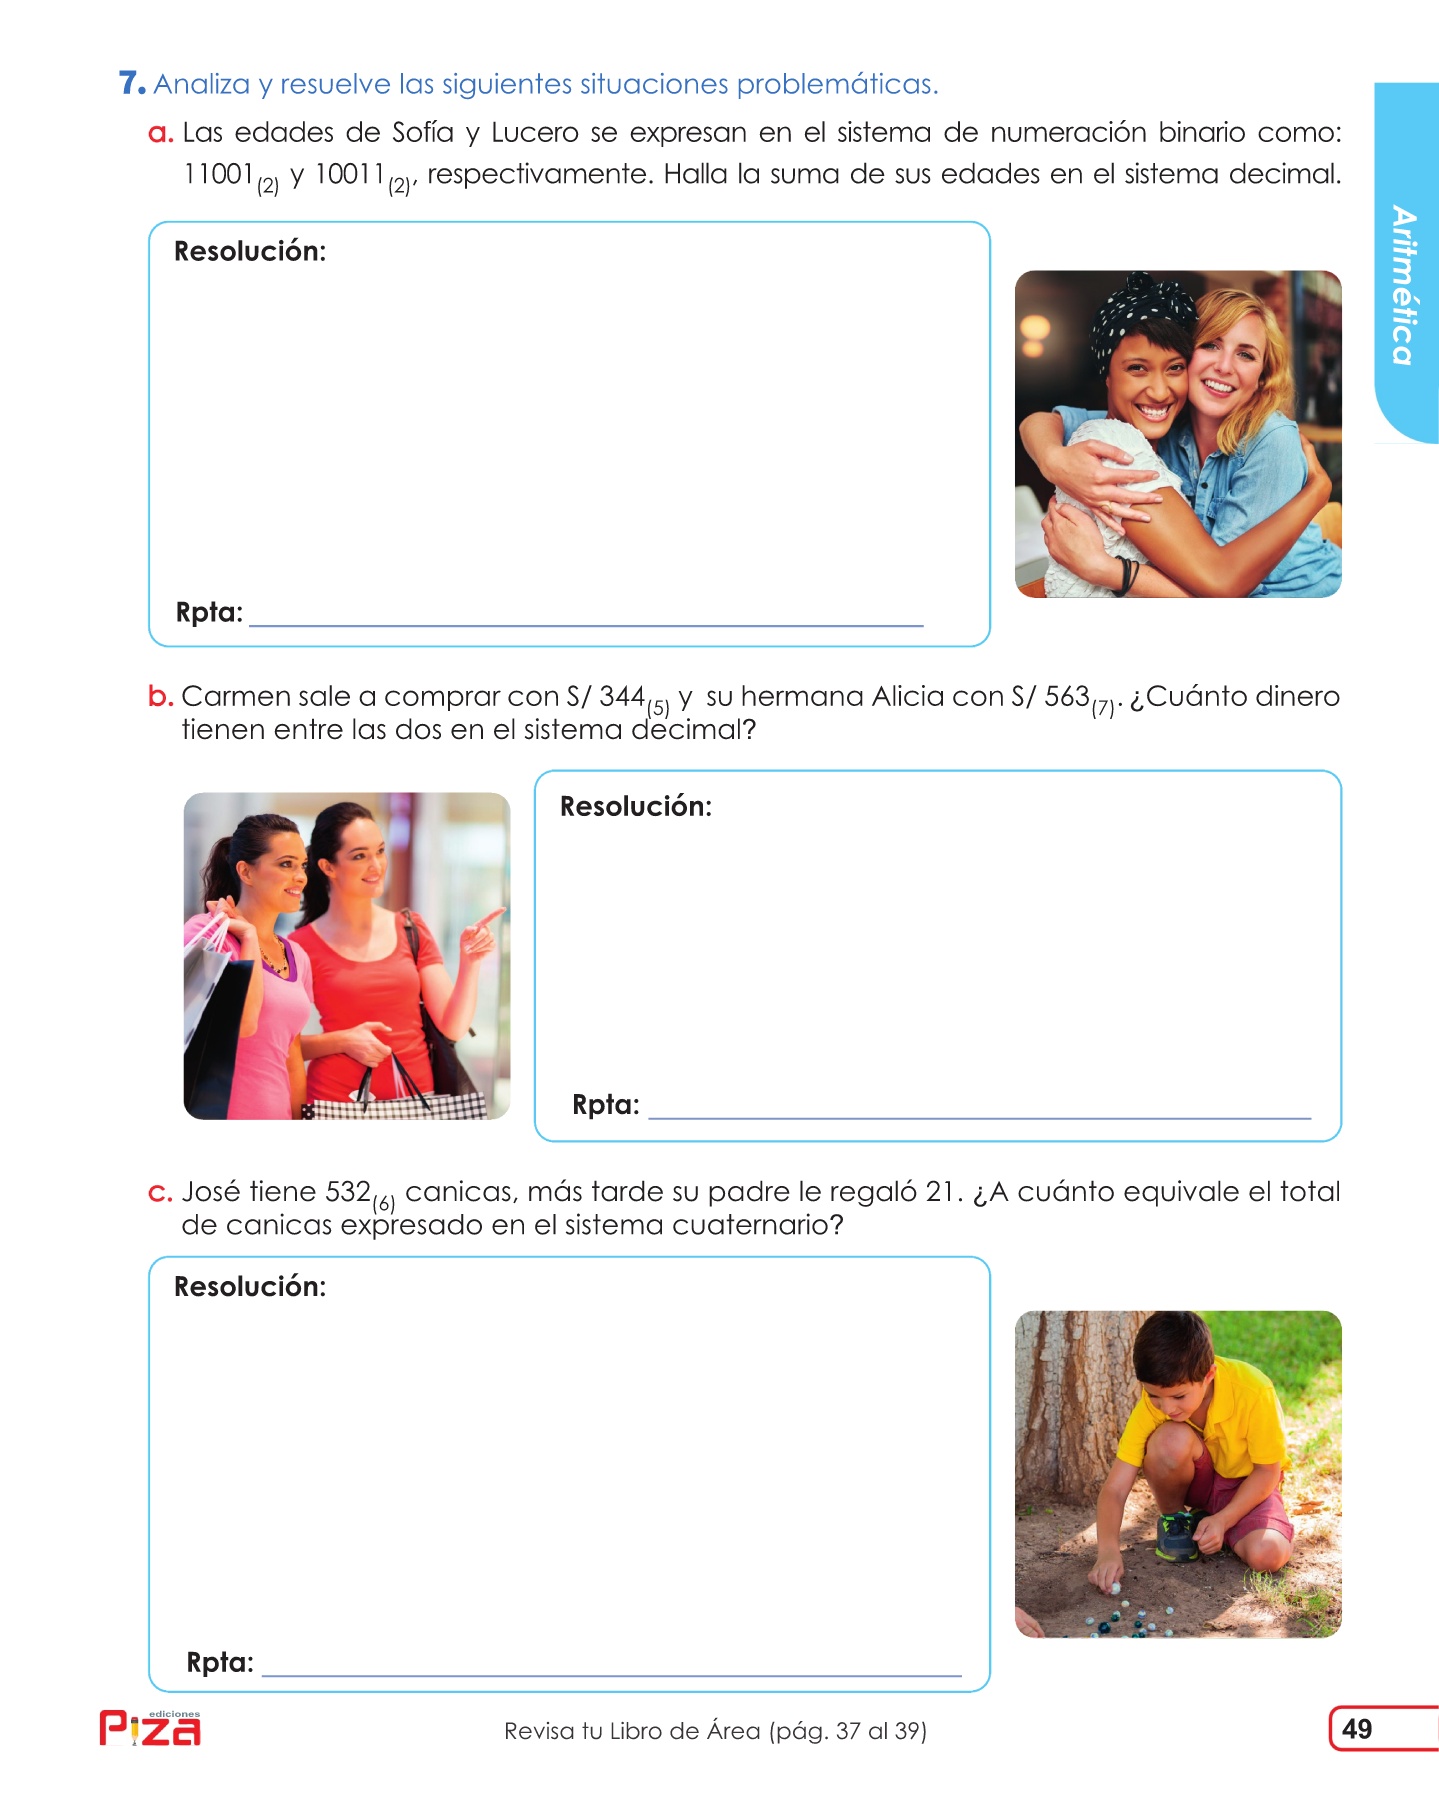 7. Analiza y resuelve las siguientes situaciones problemáticas.
a. Las edades de Sofía y Lucero se expresan en el sistema de numeración binario como:
11001(2) y 10011(2), respectivamente. Halla la suma de sus edades en el sistema decimal.
Aritmética
Resolución:
Rpta:
b. Carmen sale a comprar con S/ 344(5) y su hermana Alicia con S/ 563(7). ¿Cuánto dinero
tienen entre las dos en el sistema decimal?
Resolución:
Rpta:
c. José tiene 532(6) canicas, más tarde su padre le regaló 21. ¿A cuánto equivale el total
de canicas expresado en el sistema cuaternario?
Resolución:
Rpta:
ediciones
Piza
Revisa tu Libro de Área (pág. 37 al 39)
49